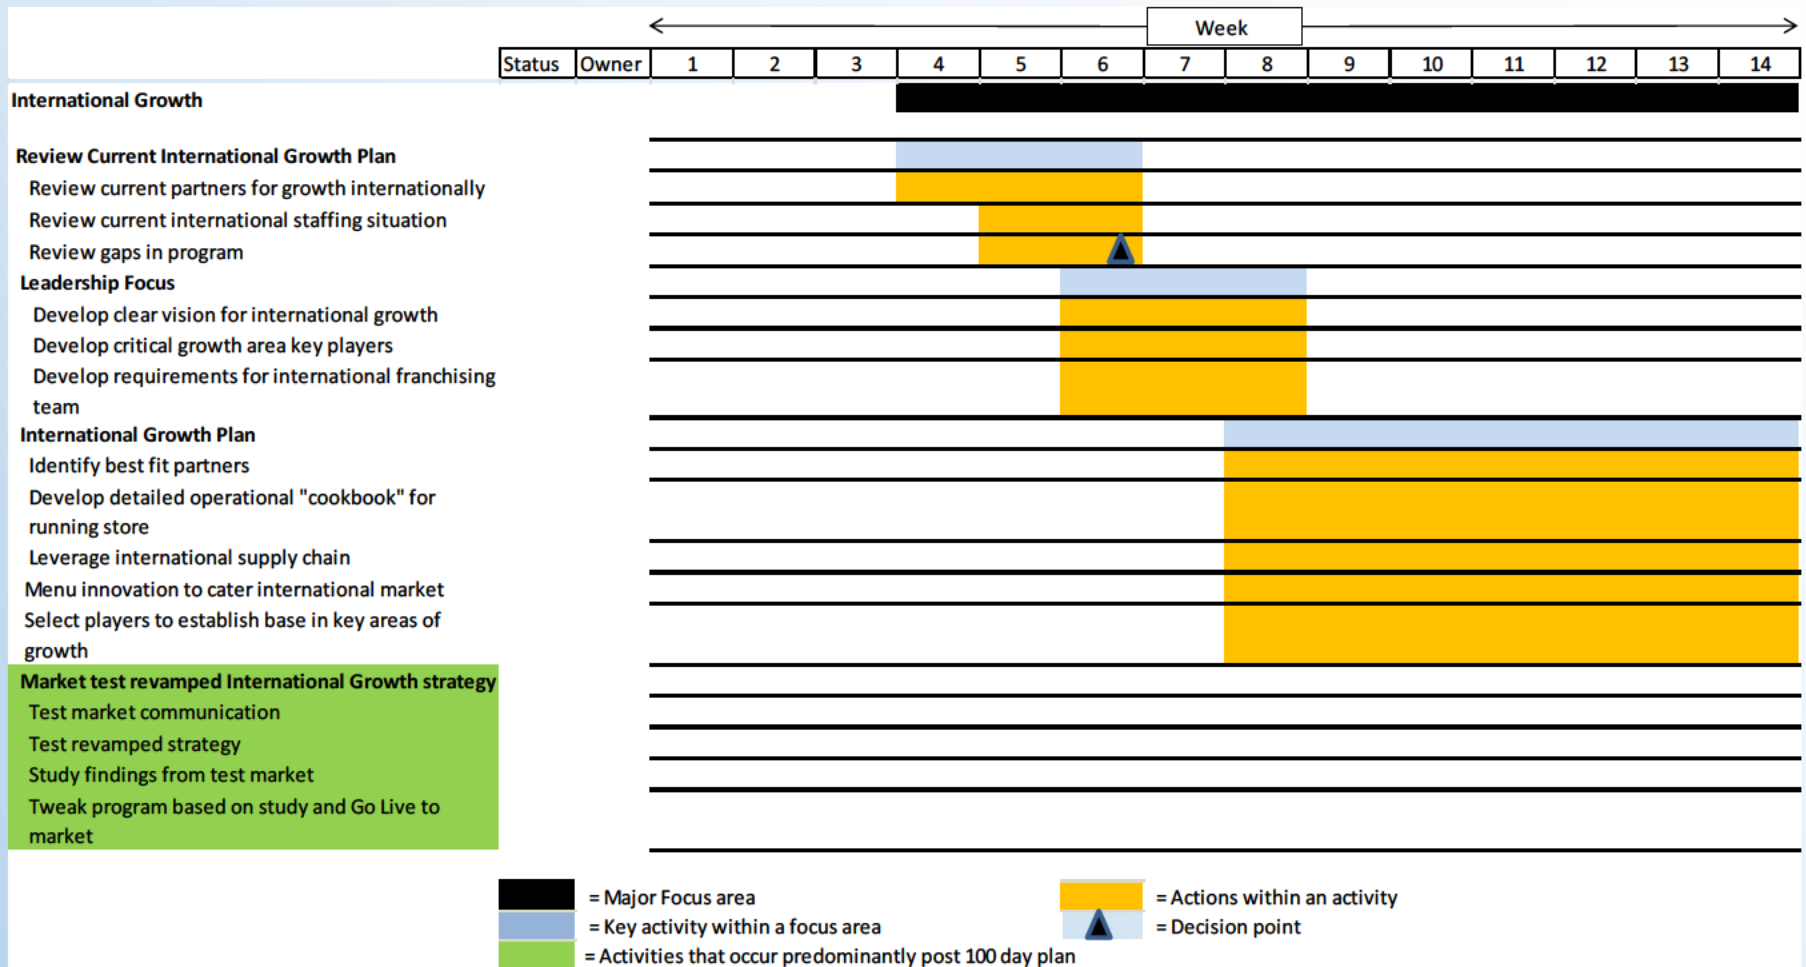 Week
Status Owner 1 2 3 4 5 6 7 8 9 10 11 12 13 14
International Growth
Review Current International Growth Plan
Review current partners for growth internationally
Review current international staffing situation
Review gaps in program
Leadership Focus
Develop clear vision for international growth
Develop critical growth area key players
Develop requirements for international franchising
team
International Growth Plan
Identify best fit partners
Develop detailed operational "cookbook" for
running store
Leverage international supply chain
Menu innovation to cater international market
Select players to establish base in key areas of
growth
Market test revamped International Growth strategy
Test market communication
Test revamped strategy
Study findings from test market
Tweak program based on study and Go Live to
market
= Major Focus area
= Actions within an activity
= Key activity within a focus area
= Decision point
= Activities that occur predominantly post 100 day plan